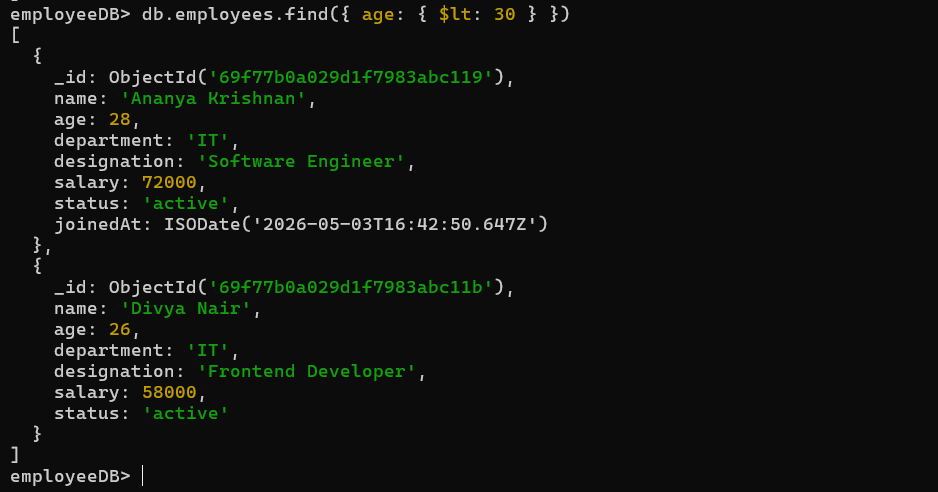 employeeDB> db.employees.find({ age: { $lt: 30 } })
[
  {
    _id: ObjectId('69f77b0a029d1f7983abc119'),
    name: 'Ananya Krishnan',
    age: 28,
    department: 'IT',
    designation: 'Software Engineer',
    salary: 72000,
    status: 'active',
    joinedAt: ISODate('2026-05-03T16:42:50.647Z')
  },
  {
    _id: ObjectId('69f77b0a029d1f7983abc11b'),
    name: 'Divya Nair',
    age: 26,
    department: 'IT',
    designation: 'Frontend Developer',
    salary: 58000,
    status: 'active'
  }
]
employeeDB>